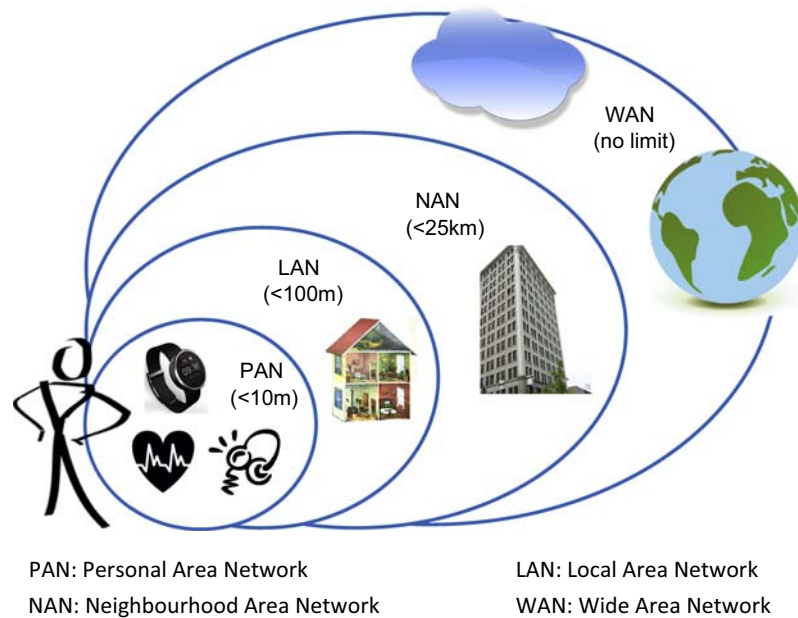 WAN
(no limit)
NAN
(<25km)
LAN
(<100m)
PAN
(<10m)
PAN: Personal Area Network
LAN: Local Area Network
NAN: Neighbourhood Area Network
WAN: Wide Area Network